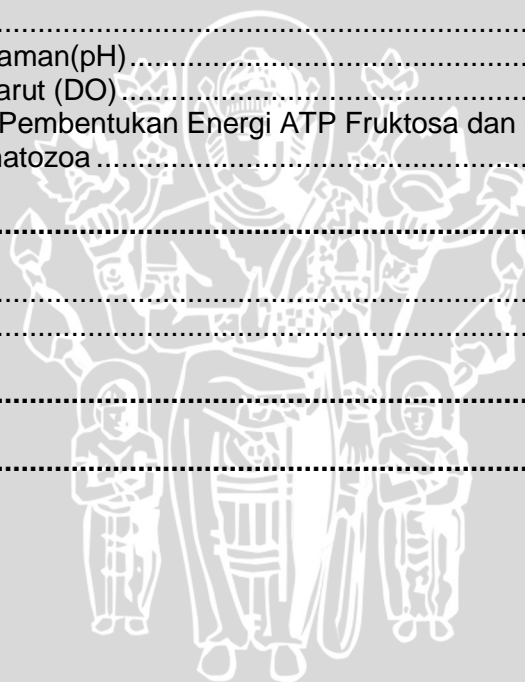 aman(pH)
arut (DO)
Pembentukan Energi ATP Fruktosa dan
natozoa